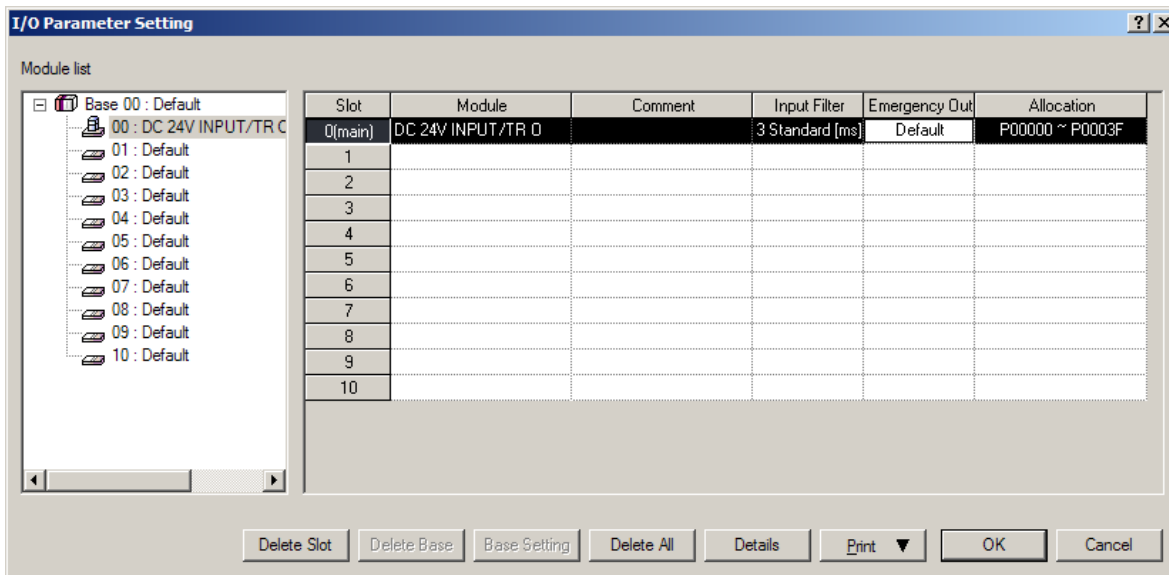 I/O Parameter Setting
Module list
Base 00 : Default
00 : DC 24V INPUT/TR O
01 : Default
02 : Default
03 : Default
04 : Default
05 : Default
06 : Default
07 : Default
08 : Default
09 : Default
10 : Default
Slot Module Comment Input Filter Emergency Out Allocation
0(main) DC 24V INPUT/TR O 3 Standard [ms] Default P00000 ~ P0003F
1
2
3
4
5
6
7
8
9
10
Delete Slot Delete Base Base Setting Delete All Details Print ▼ OK Cancel